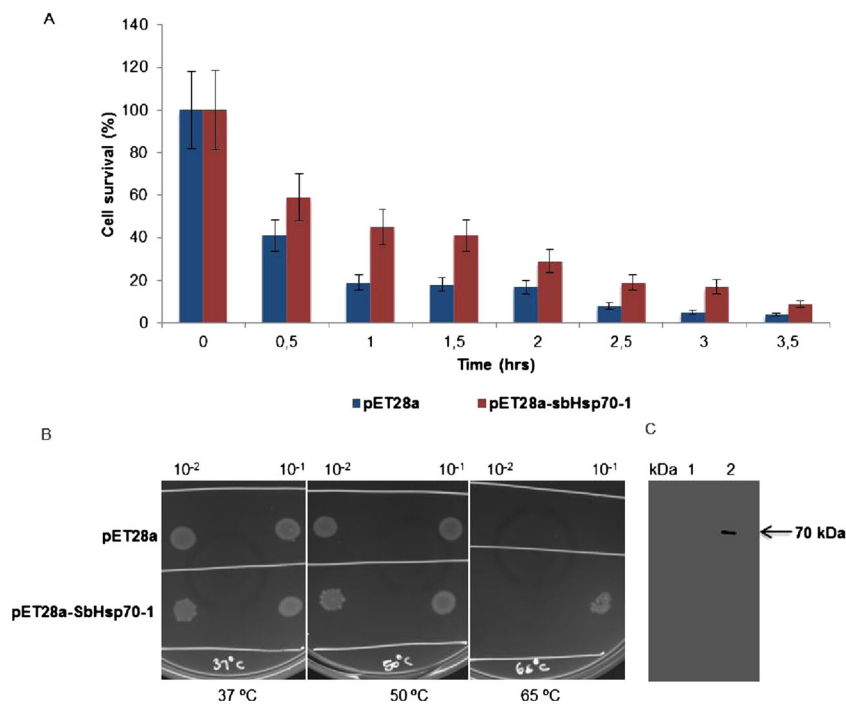 A
Cell survival (%)
140
120
100
80
60
40
20
0
0 0,5 1 1,5 2 2,5 3 3,5
Time (hrs)
pET28a pET28a-sbHsp70-1
B
C
10⁻² 10⁻¹ 10⁻² 10⁻¹ 10⁻² 10⁻¹
kDa 1 2
pET28a
70 kDa
pET28a-SbHsp70-1
37°C 50°C
37 ºC 50 ºC 65 ºC